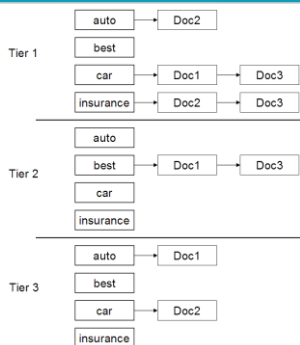 auto Doc2
best
Tier 1
car Doc1 Doc3
insurance Doc2 Doc3
auto
best Doc1 Doc3
Tier 2
car
insurance
auto Doc1
best
Tier 3
car Doc2
insurance